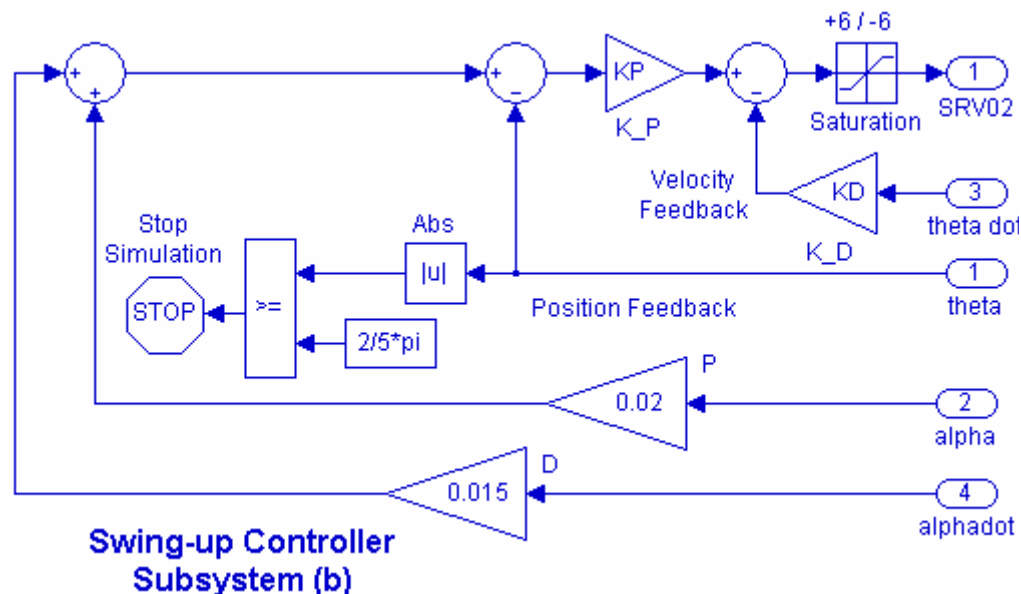 +6 / -6
+
+
+
-
KP
K_P
+
-
Saturation
1
SRV02
Velocity
Feedback
KD
K_D
3
theta dot
Stop
Simulation
STOP
>=
Abs
|u|
2/5*pi
Position Feedback
1
theta
P
0.02
2
alpha
D
0.015
4
alphadot
Swing-up Controller
Subsystem (b)